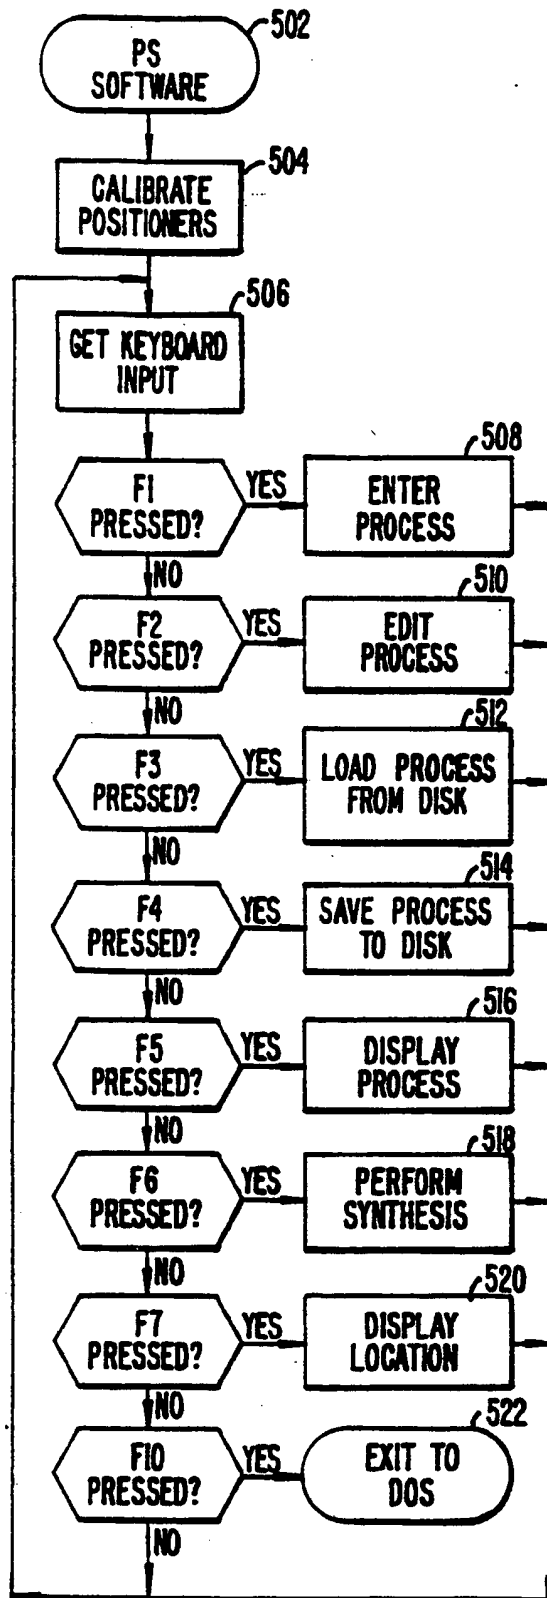 502
PS
SOFTWARE
504
CALIBRATE
POSITIONERS
506
GET KEYBOARD
INPUT
508
F1
PRESSED?
YES
ENTER
PROCESS
NO
510
F2
PRESSED?
YES
EDIT
PROCESS
NO
512
F3
PRESSED?
YES
LOAD PROCESS
FROM DISK
NO
514
F4
PRESSED?
YES
SAVE PROCESS
TO DISK
NO
516
F5
PRESSED?
YES
DISPLAY
PROCESS
NO
518
F6
PRESSED?
YES
PERFORM
SYNTHESIS
NO
520
F7
PRESSED?
YES
DISPLAY
LOCATION
NO
522
F10
PRESSED?
YES
EXIT TO
DOS
NO